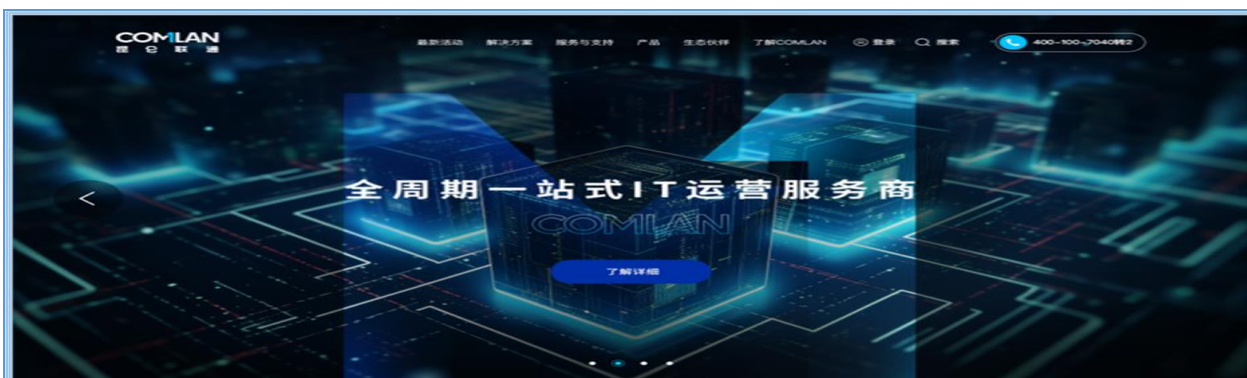 COMLAN
昆仑联通
最新活动 解决方案 服务与支持 产品 生态伙伴 了解COMLAN 登录 搜索 400-100-7040转2
全周期一站式IT运营服务商
COMLAN
了解详细